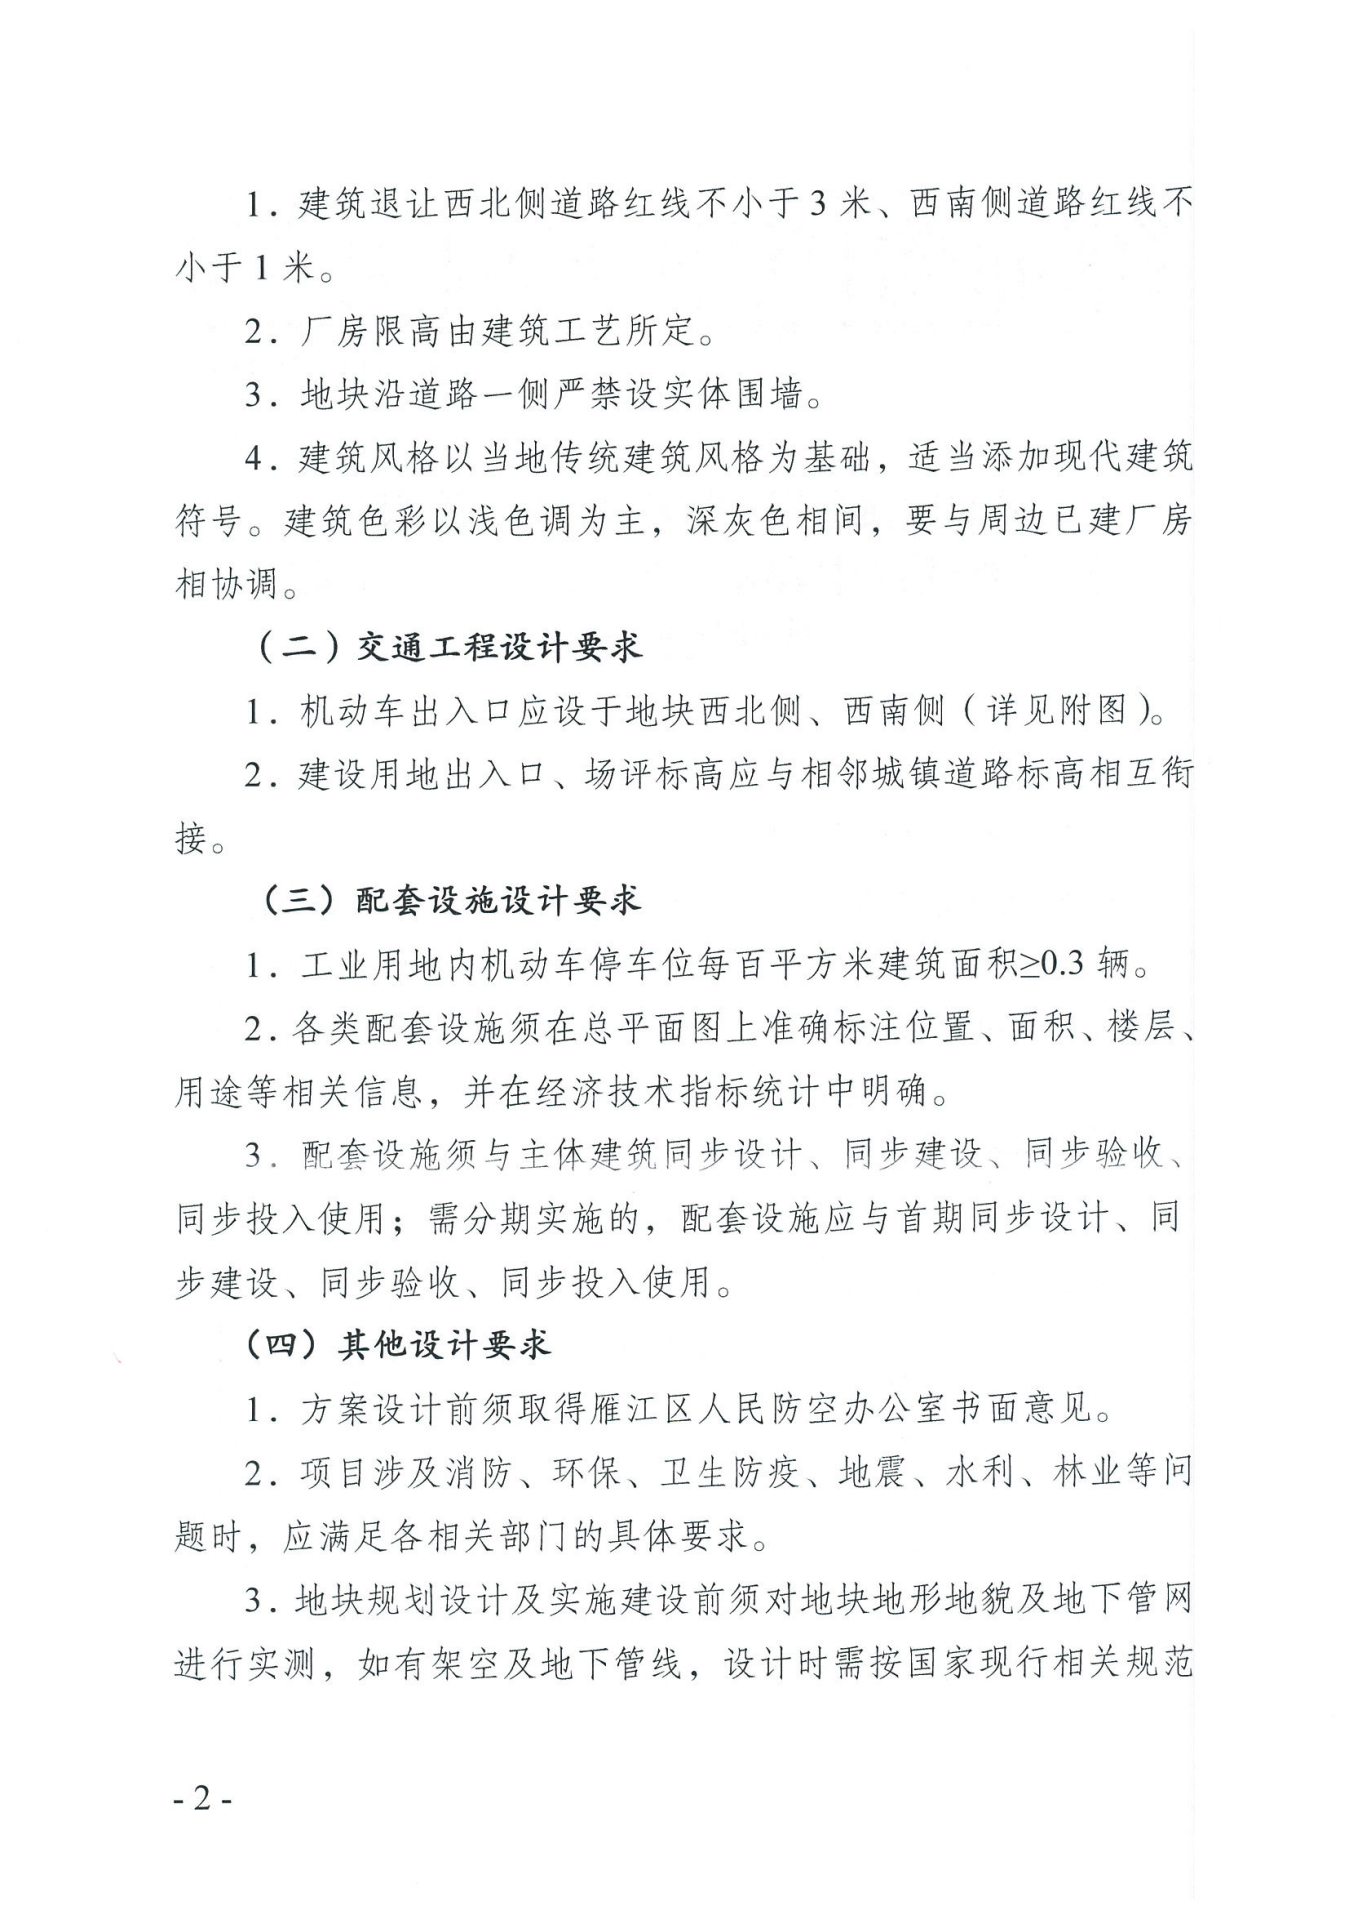 1. 建筑退让西北侧道路红线不小于 3 米、西南侧道路红线不
小于 1 米。
2. 厂房限高由建筑工艺所定。
3. 地块沿道路一侧严禁设实体围墙。
4. 建筑风格以当地传统建筑风格为基础，适当添加现代建筑
符号。建筑色彩以浅色调为主，深灰色相间，要与周边已建厂房
相协调。
（二）交通工程设计要求
1. 机动车出入口应设于地块西北侧、西南侧（详见附图）。
2. 建设用地出入口、场评标高应与相邻城镇道路标高相互衔
接。
（三）配套设施设计要求
1. 工业用地内机动车停车位每百平方米建筑面积≥0.3 辆。
2. 各类配套设施须在总平面图上准确标注位置、面积、楼层、
用途等相关信息，并在经济技术指标统计中明确。
3. 配套设施须与主体建筑同步设计、同步建设、同步验收、
同步投入使用；需分期实施的，配套设施应与首期同步设计、同
步建设、同步验收、同步投入使用。
（四）其他设计要求
1. 方案设计前须取得雁江区人民防空办公室书面意见。
2. 项目涉及消防、环保、卫生防疫、地震、水利、林业等问
题时，应满足各相关部门的具体要求。
3. 地块规划设计及实施建设前须对地块地形地貌及地下管网
进行实测，如有架空及地下管线，设计时需按国家现行相关规范
- 2 -